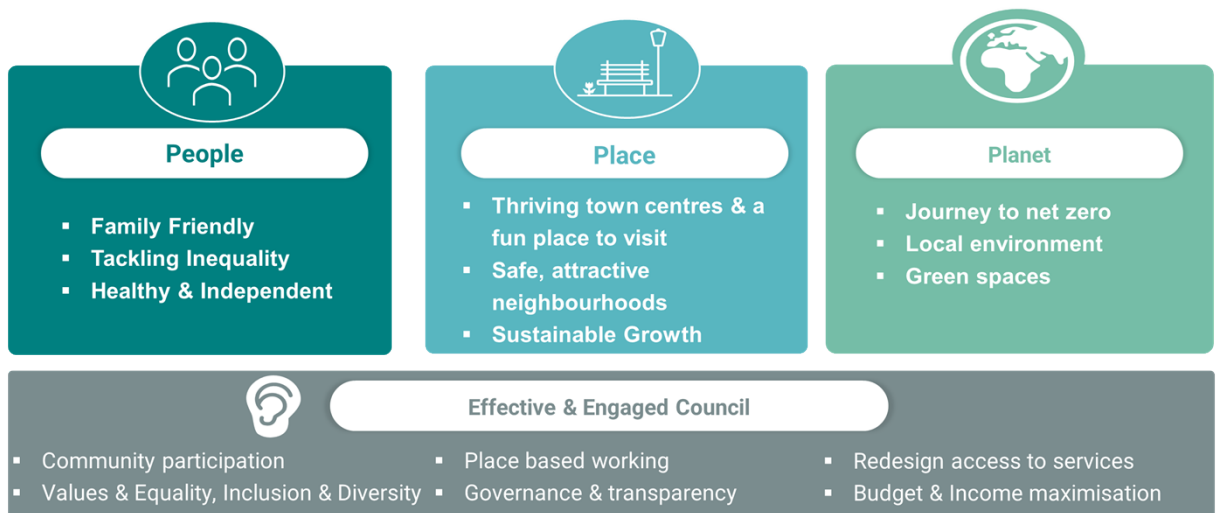 People
Family Friendly
Tackling Inequality
Healthy & Independent
Place
Thriving town centres & a
fun place to visit
Safe, attractive
neighbourhoods
Sustainable Growth
Planet
Journey to net zero
Local environment
Green spaces
Effective & Engaged Council
Community participation
Values & Equality, Inclusion & Diversity
Place based working
Governance & transparency
Redesign access to services
Budget & Income maximisation